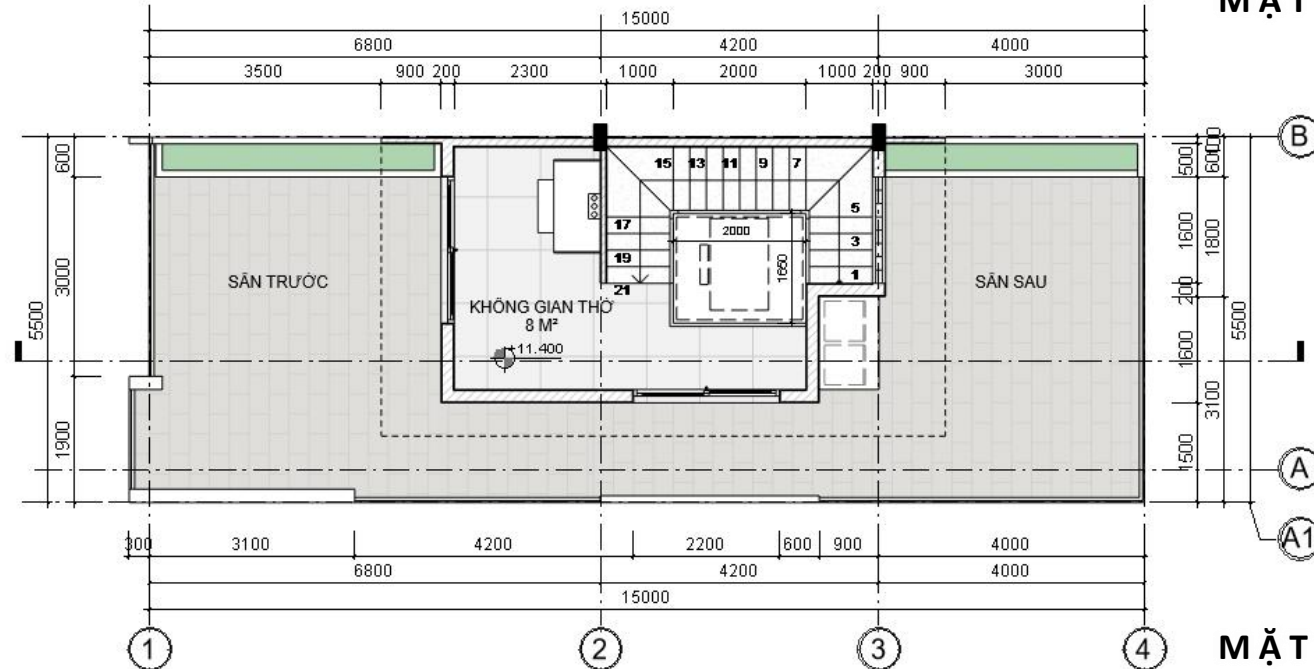 MẶT
15000
6800 4200 4000
3500 900 200 2300 1000 2000 1000 200 900 3000
B
600 15 13 11 9 7 500 600
5
17 2000 3 1600 1800
3000 SÂN TRƯỚC 19 1650 1 SÂN SAU
21 200
5500 KHÔNG GIAN THỜ 5500
8 M²
+11.400 1600
3100
1900 1500
A
A1
300 3100 4200 2200 600 900 4000
6800 4200 4000
15000
1 2 3 4
MẶT